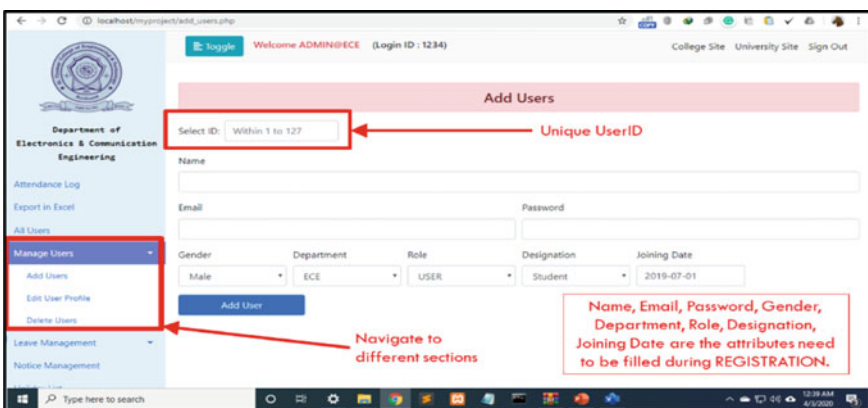 localhost/myproject/add_users.php
Toggle
Welcome ADMIN@ECE (Login ID : 1234)
College Site University Site Sign Out
Department of
Electronics & Communication
Engineering
Attendance Log
Export in Excel
All Users
Manage Users
Add Users
Edit User Profile
Delete Users
Leave Management
Notice Management
Add Users
Select ID: Within 1 to 127
Unique UserID
Name
Email Password
Gender Department Role Designation Joining Date
Male ECE USER Student 2019-07-01
Add User
Navigate to
different sections
Name, Email, Password, Gender,
Department, Role, Designation,
Joining Date are the attributes need
to be filled during REGISTRATION.
Type here to search
12:39 AM
4/3/2020